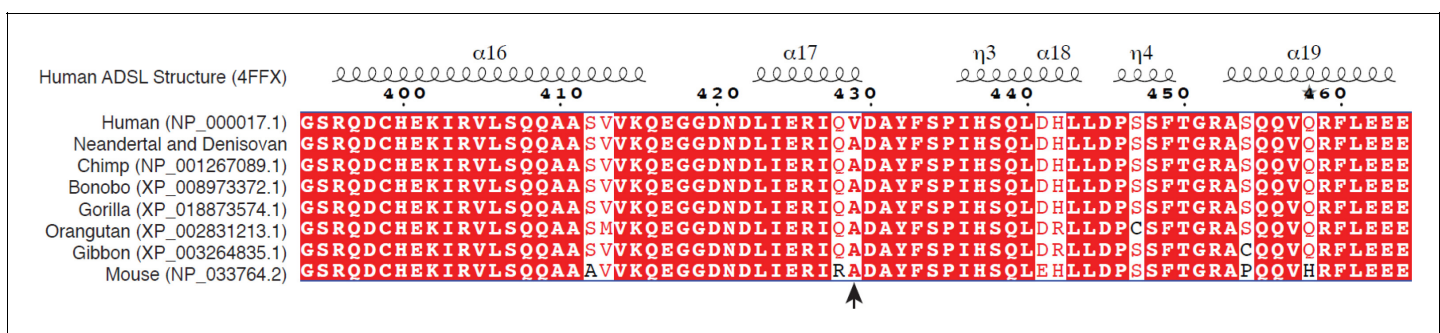 α16 α17 η3 α18 η4 α19
Human ADSL Structure (4FFX)
400 410 420 430 440 450 460
Human (NP_000017.1) GSRQDCHEKIRVLSQQAASVVKQEGGDNDLIERIQVDAYFSPIHSQLDHLLDPSSFTGRASQQVQRFLEEE
Neandertal and Denisovan GSRQDCHEKIRVLSQQAASVVKQEGGDNDLIERIQADAYFSPIHSQLDHLLDPSSFTGRASQQVQRFLEEE
Chimp (NP_001267089.1) GSRQDCHEKIRVLSQQAASVVKQEGGDNDLIERIQADAYFSPIHSQLDHLLDPSSFTGRASQQVQRFLEEE
Bonobo (XP_008973372.1) GSRQDCHEKIRVLSQQAASVVKQEGGDNDLIERIQADAYFSPIHSQLDHLLDPSSFTGRASQQVQRFLEEE
Gorilla (XP_018873574.1) GSRQDCHEKIRVLSQQAASVVKQEGGDNDLIERIQADAYFSPIHSQLDHLLDPSSFTGRASQQVQRFLEEE
Orangutan (XP_002831213.1) GSRQDCHEKIRVLSQQAASMVKQEGGDNDLIERIQADAYFSPIHSQLDRLLDPCSFTGRASQQVQRFLEEE
Gibbon (XP_003264835.1) GSRQDCHEKIRVLSQQAASVVKQEGGDNDLIERIQADAYFSPIHSQLDRLLDPSSFTGRACQQVQRFLEEE
Mouse (NP_033764.2) GSRQDCHEKIRVLSQQAAAVVKQEGGDNDLIERIRADAYFSPIHSQLEHLLDPSSFTGRAPQQVHRFLEEE